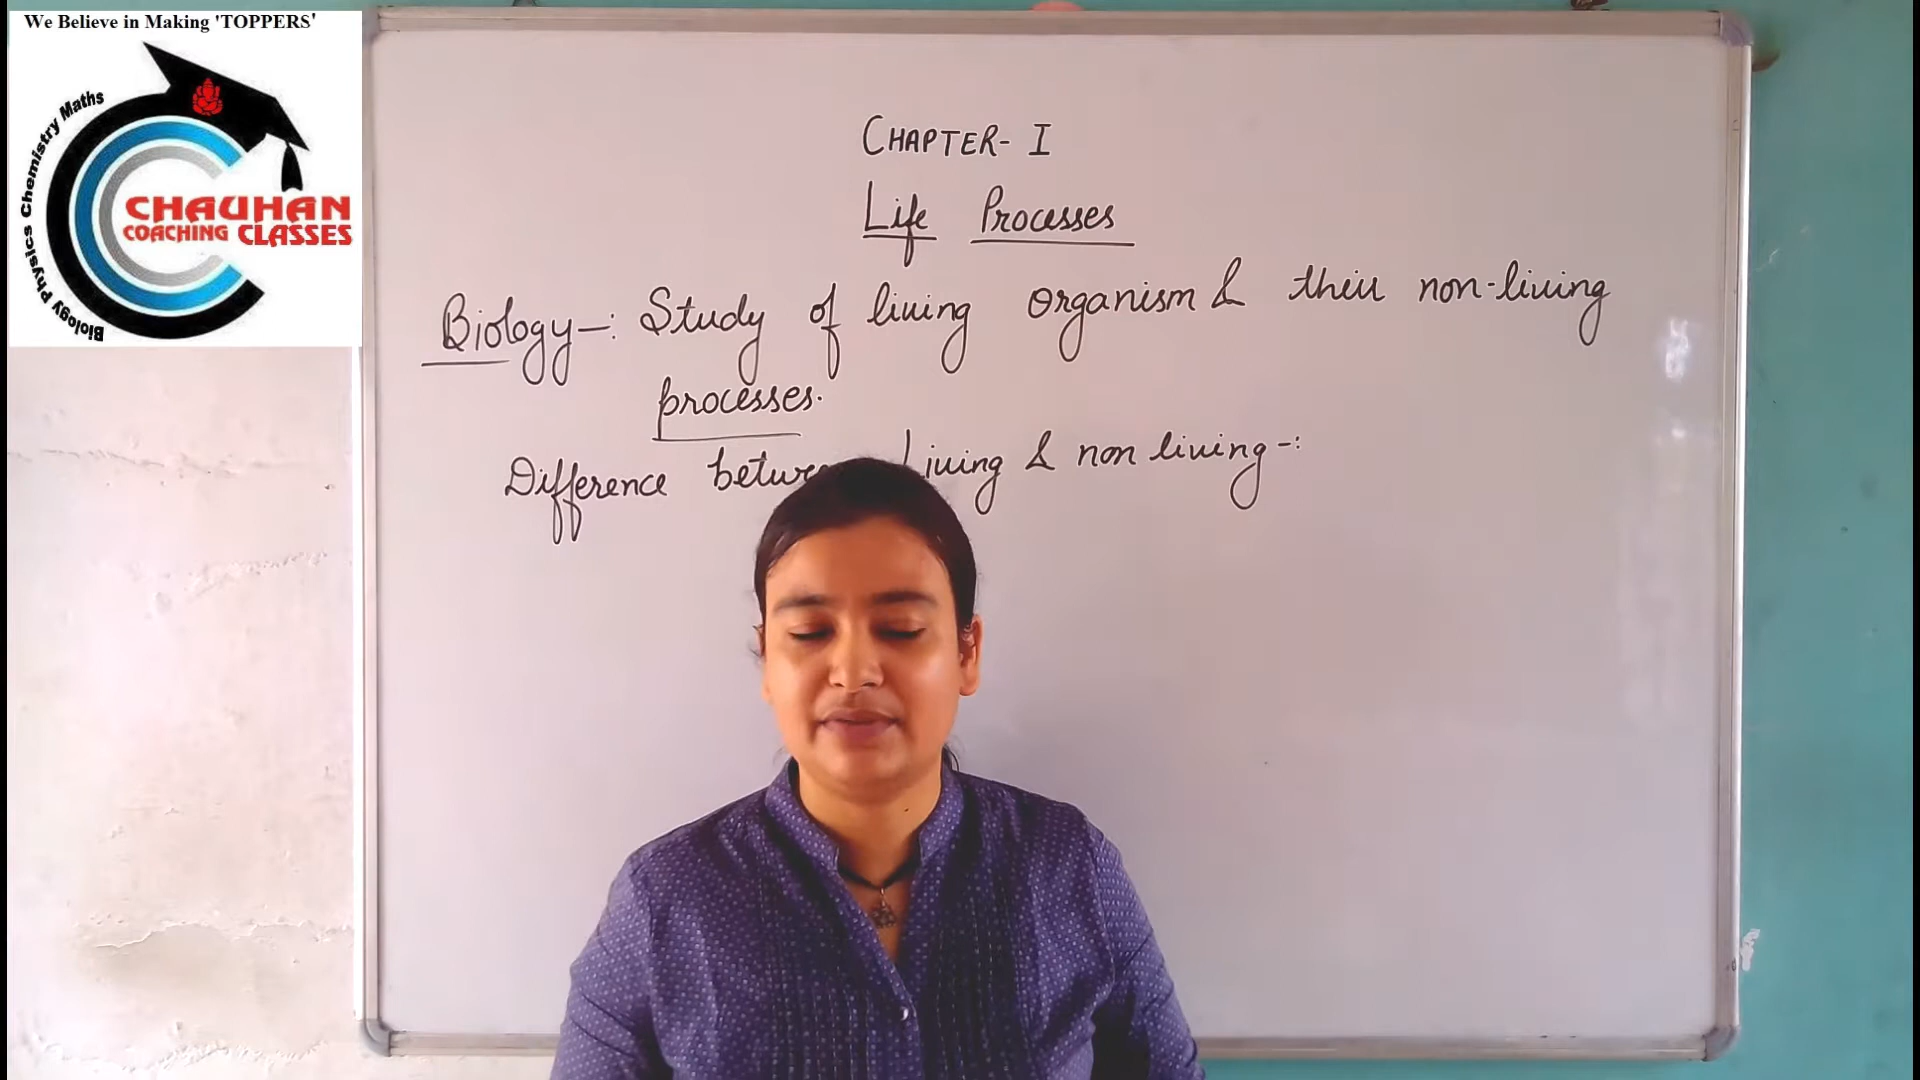 We Believe in Making 'TOPPERS'
Biology Physics Chemistry Maths
CHAUHAN
COACHING CLASSES
CHAPTER- I
Life Processes
Biology-: Study of living organism & their non-living
processes.
Difference Living & non living-: